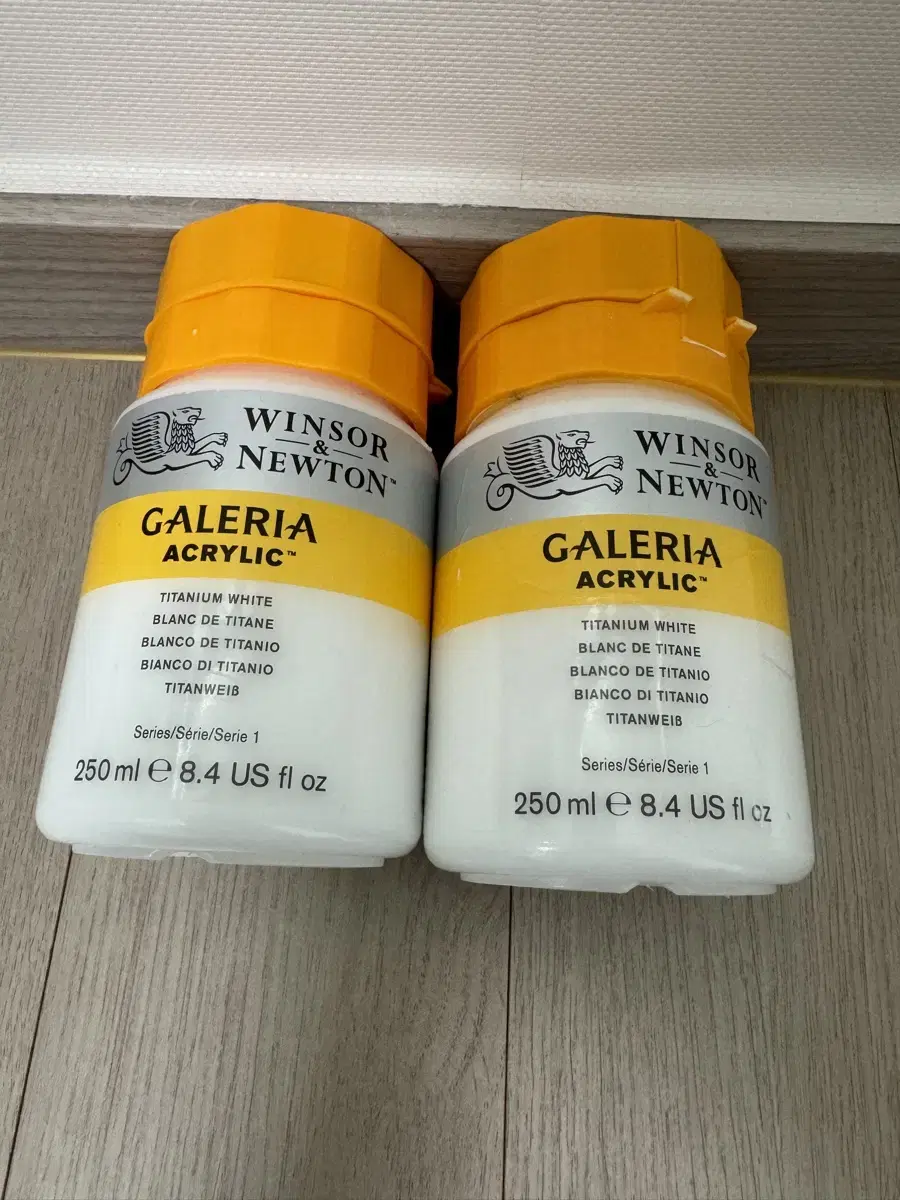 WINSOR
&
NEWTON™
GALERIA
ACRYLIC™
TITANIUM WHITE
BLANC DE TITANE
BLANCO DE TITANIO
BIANCO DI TITANIO
TITANWEIß
Series/Série/Serie 1
250 ml ℮ 8.4 US fl oz
WINSOR
&
NEWTON™
GALERIA
ACRYLIC™
TITANIUM WHITE
BLANC DE TITANE
BLANCO DE TITANIO
BIANCO DI TITANIO
TITANWEIß
Series/Série/Serie 1
250 ml ℮ 8.4 US fl oz